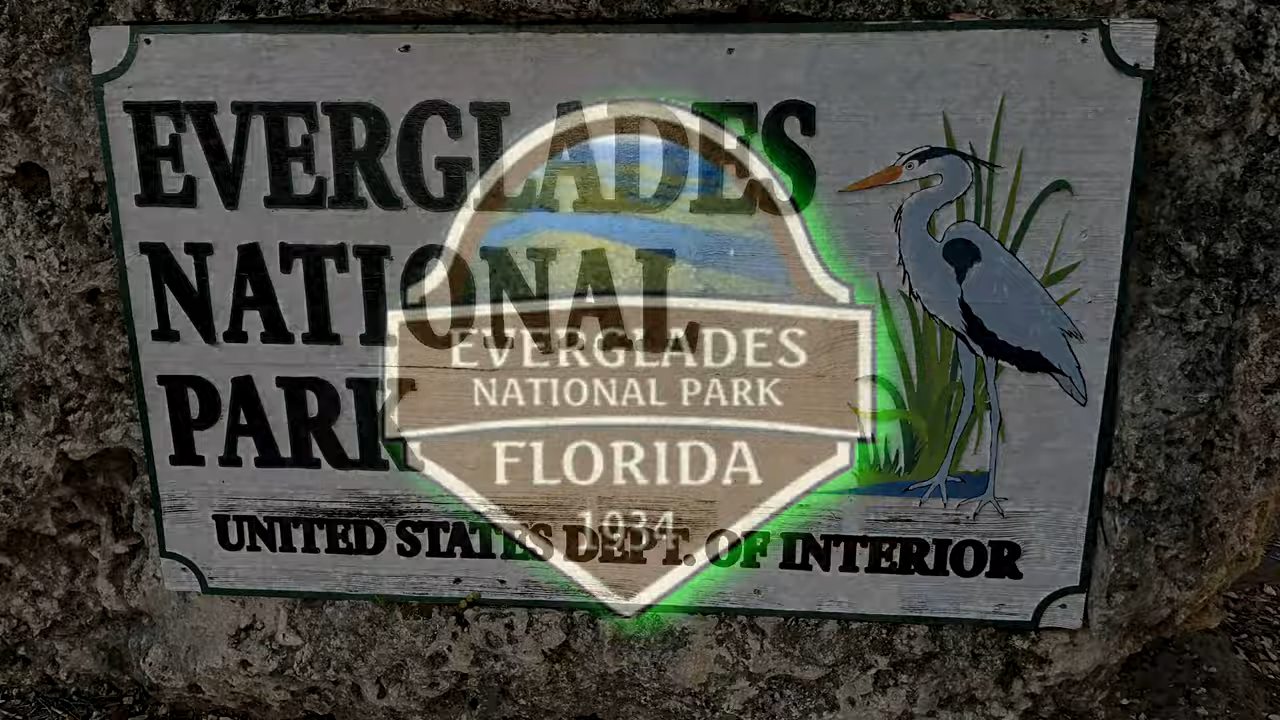 EVERGLADES
NATIONAL
PARK
UNITED STATES DEPT. OF INTERIOR
EVERGLADES
NATIONAL PARK
FLORIDA
1934